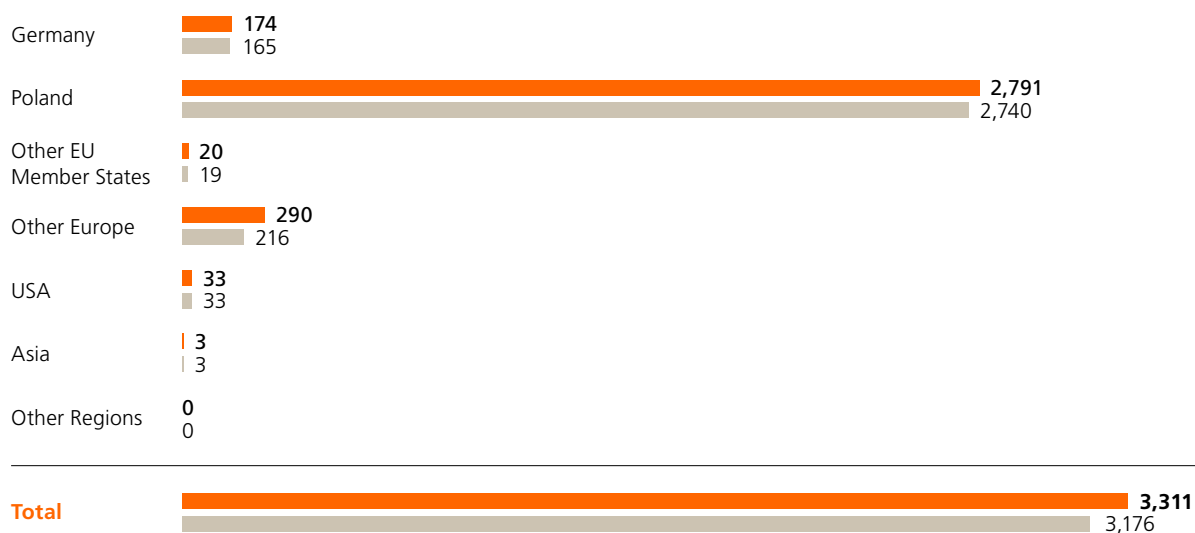 Germany
174
165
Poland
2,791
2,740
Other EU
Member States
20
19
Other Europe
290
216
USA
33
33
Asia
3
3
Other Regions
0
0
Total
3,311
3,176